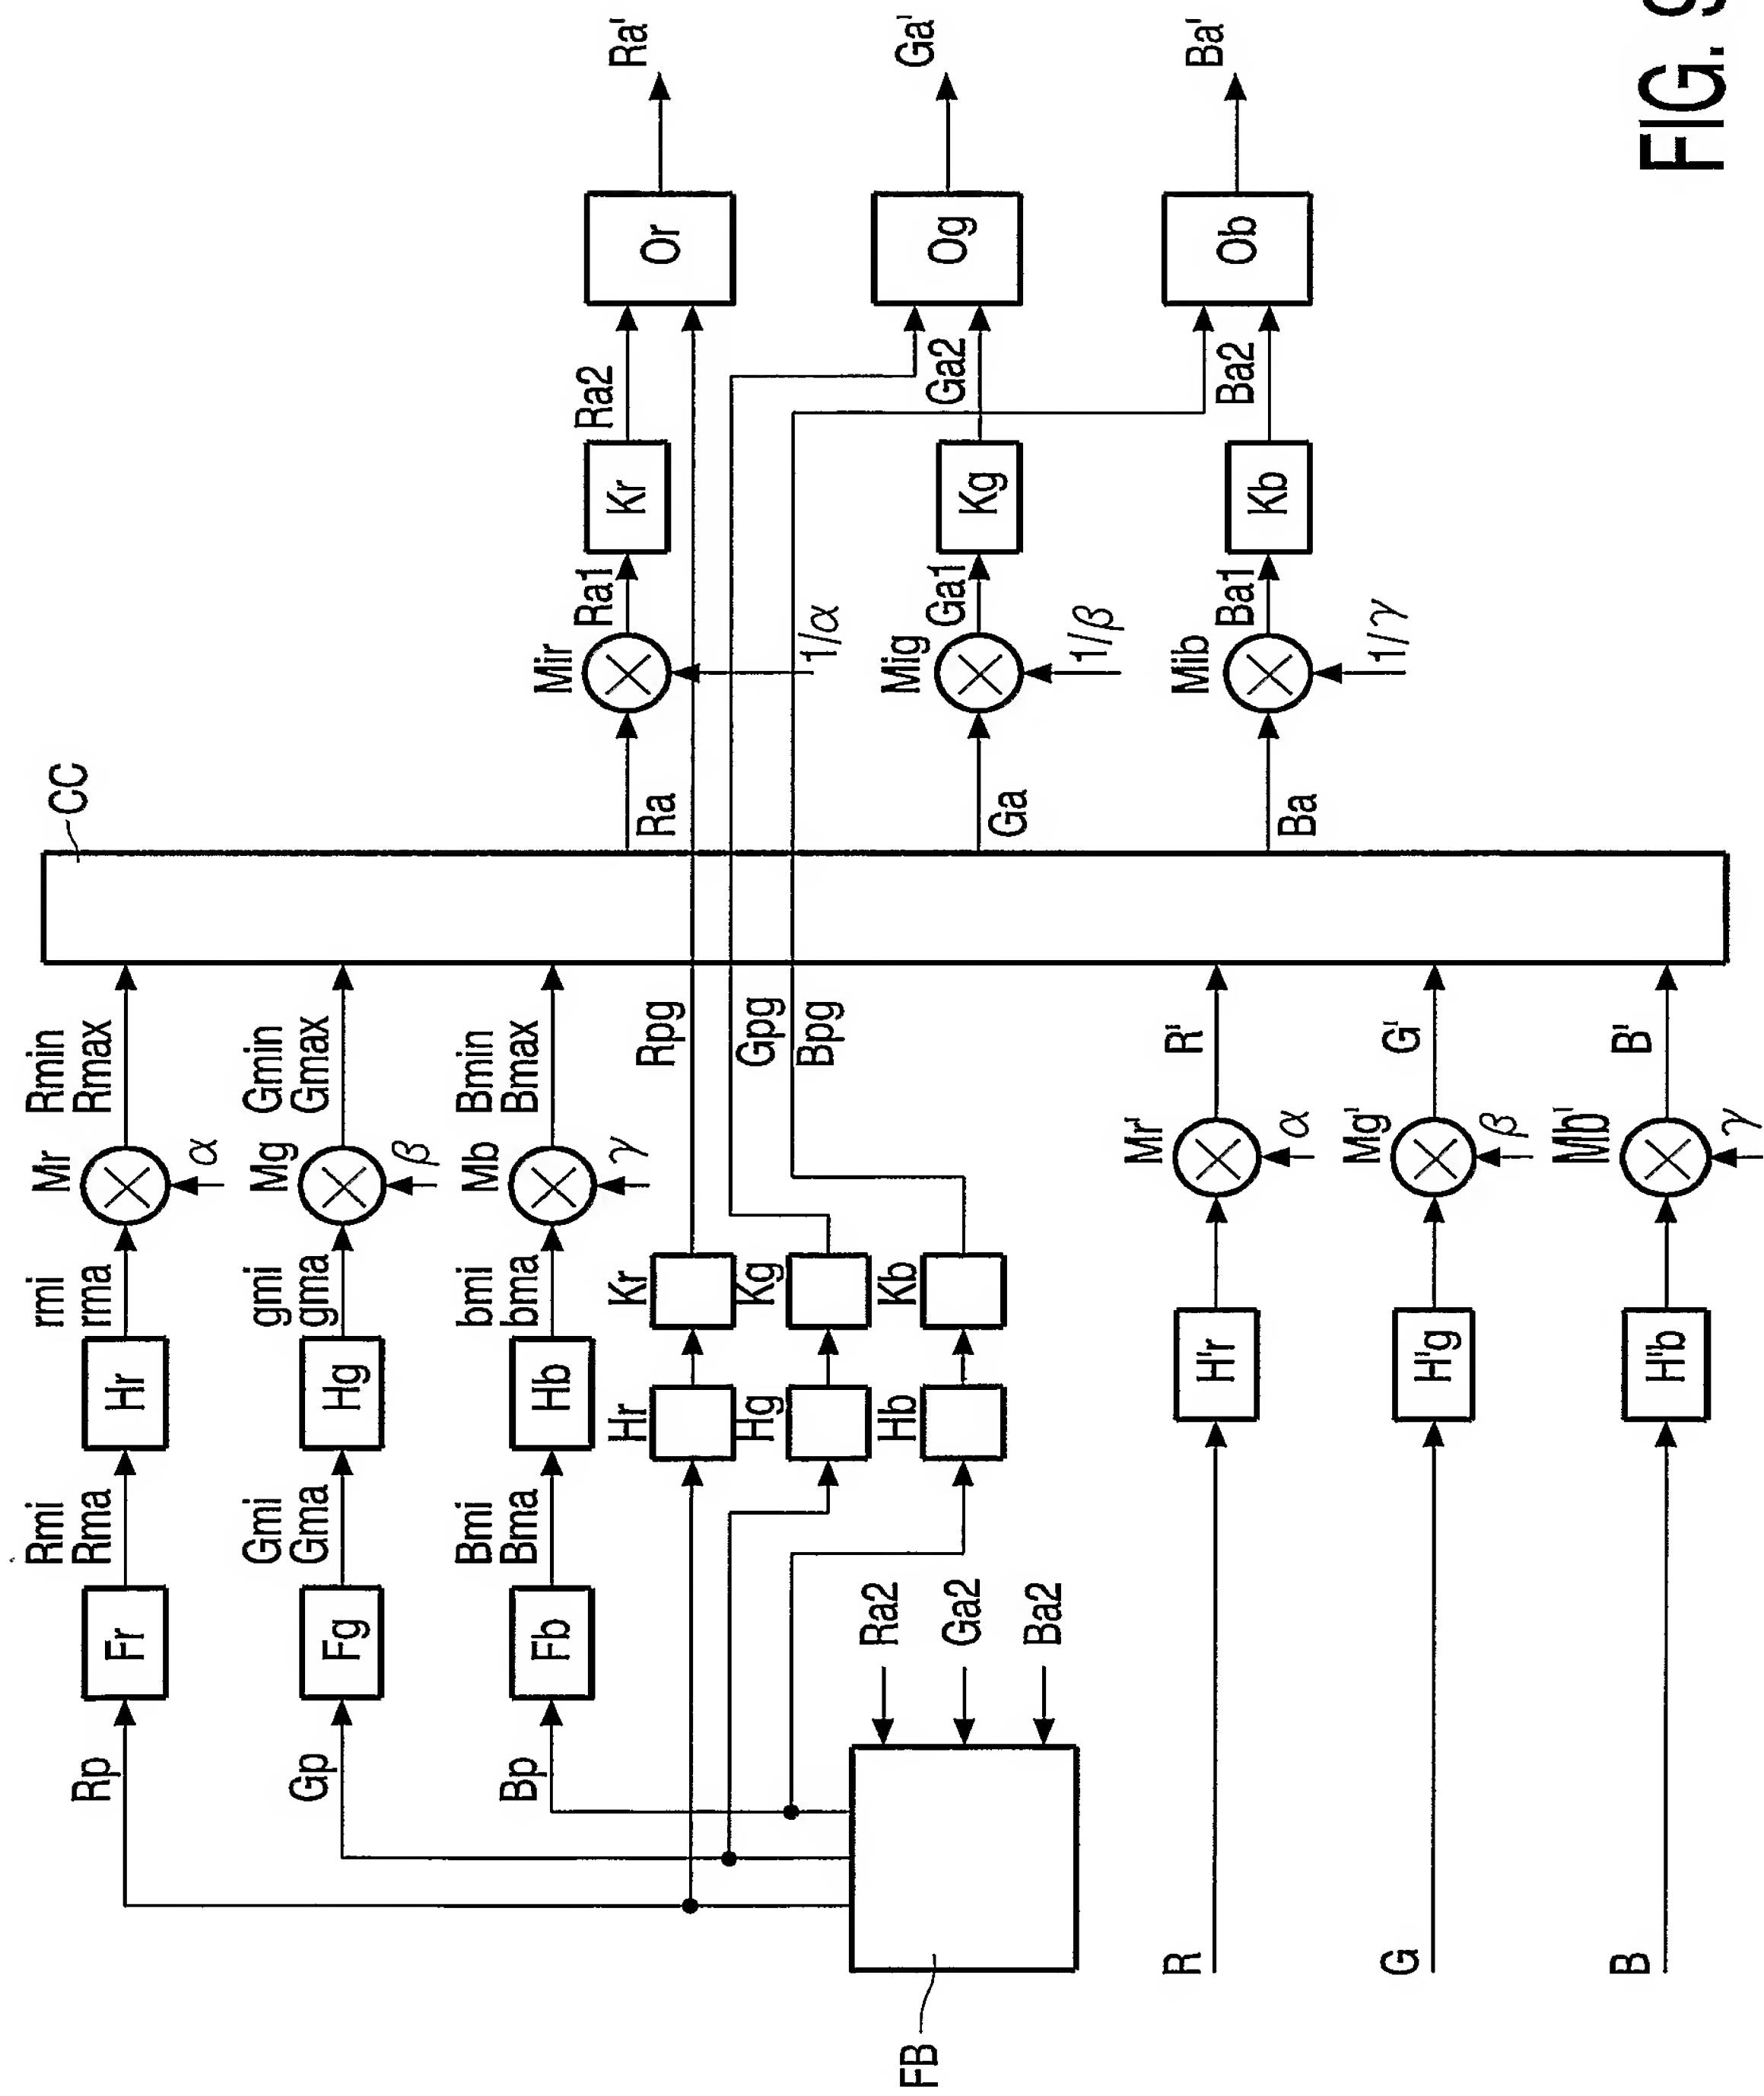 Rp
Fr
Rmi
Rma
Hr
rmi
rma
Mr
α
Rmin
Rmax
CC
Gp
Fg
Gmi
Gma
Hg
gmi
gma
Mg
β
Gmin
Gmax
Bp
Fb
Bmi
Bma
Hb
bmi
bma
Mb
γ
Bmin
Bmax
Hr
Kr
Rpg
Hg
Kg
Gpg
Hb
Kb
Bpg
Ra2
Ga2
Ba2
FB
Ra
Mir
1/α
Ra1
Kr
Ra2
Or
Ra'
Ga
Mig
1/β
Ga1
Kg
Ga2
Og
Ga'
Ba
Mib
1/γ
Ba1
Kb
Ba2
Ob
Ba'
R
H'r
Mr'
α
R'
G
H'g
Mg'
β
G'
B
H'b
Mb'
γ
B'
FIG.